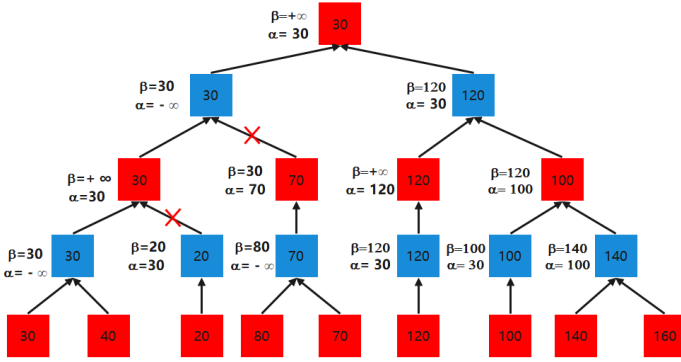 β=+∞
α= 30
30
β=30
α= - ∞
30
β=120
α= 30
120
β=+ ∞
α=30
30
β=30
α= 70
70
β=+∞
α= 120
120
β=120
α= 100
100
β=30
α= - ∞
30
β=20
α=30
20
β=80
α= -∞
70
β=120
α= 30
120
β=100
α= 30
100
β=140
α= 100
140
30
40
20
80
70
120
100
140
160